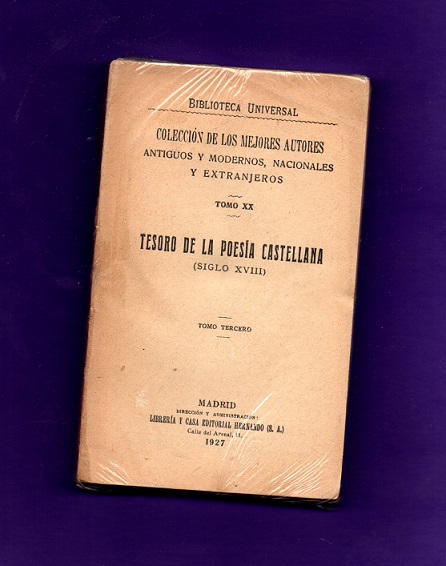 BIBLIOTECA UNIVERSAL
COLECCIÓN DE LOS MEJORES AUTORES
ANTIGUOS Y MODERNOS, NACIONALES
Y EXTRANJEROS
TOMO XX
TESORO DE LA POESÍA CASTELLANA
(SIGLO XVIII)
TOMO TERCERO
MADRID
DIRECCIÓN Y ADMINISTRACIÓN:
LIBRERÍA Y CASA EDITORIAL HERNANDO (S. A.)
Calle del Arenal, 11.
1927